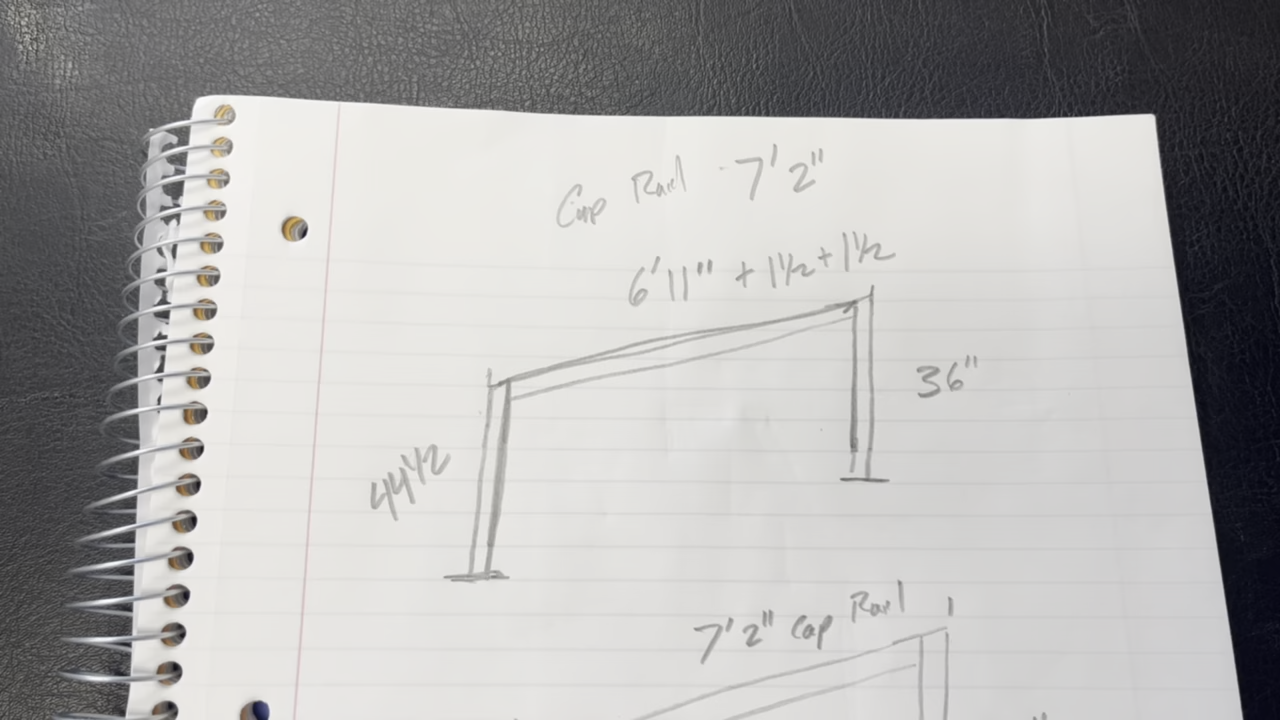 Cap Rail 7'2"
6'11" + 1½ + 1½
36"
44½
7'2" Cap Rail